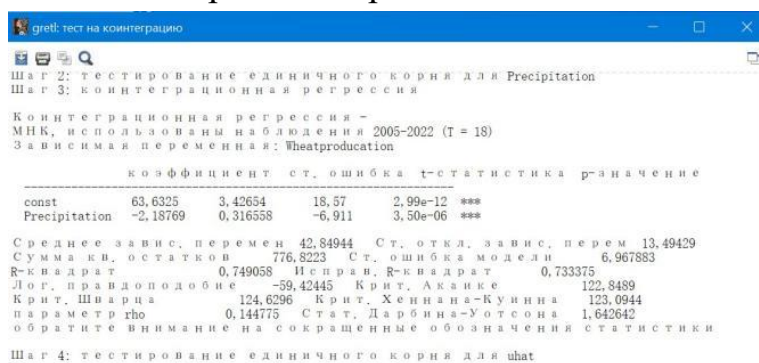 gretl: тест на коинтеграцию
Шаг 2: тестирование единичного корня для Precipitation
Шаг 3: коинтеграционная регрессия
Коинтеграционная регрессия -
МНК, использованы наблюдения 2005-2022 (T = 18)
Зависимая переменная: Wheatproducation
коэффициент ст. ошибка t-статистика p-значение
const 63,6325 3,42654 18,57 2,99e-12 ***
Precipitation -2,18769 0,316558 -6,911 3,50e-06 ***
Среднее завис. перемен 42,84944 Ст. откл. завис. перем 13,49429
Сумма кв. остатков 776,8223 Ст. ошибка модели 6,967883
R-квадрат 0,749058 Исправ. R-квадрат 0,733375
Лог. правдоподобие -59,42445 Крит. Акаике 122,8489
Крит. Шварца 124,6296 Крит. Хеннана-Куинна 123,0944
параметр rho 0,144775 Стат. Дарбина-Уотсона 1,642642
обратите внимание на сокращенные обозначения статистики
Шаг 4: тестирование единичного корня для uhat